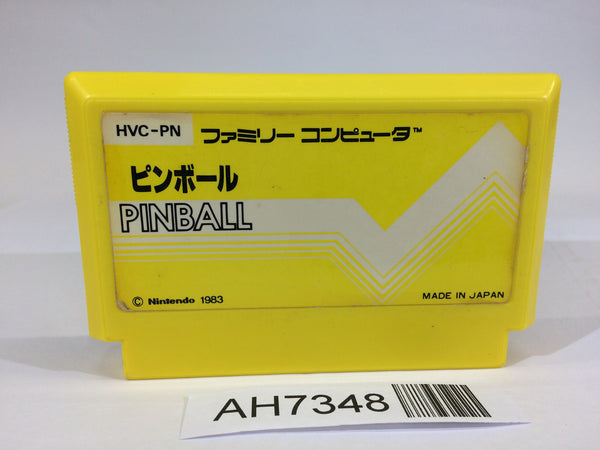 HVC-PN ファミリー コンピュータ™
ピンボール
PINBALL
© Nintendo 1983
MADE IN JAPAN
AH7348